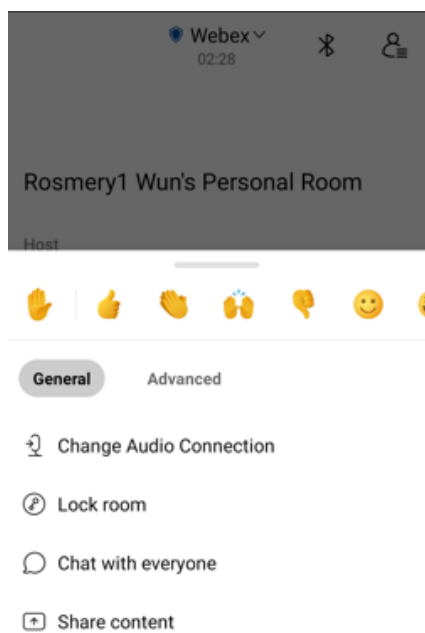 Webex
02:28
Rosmery1 Wun's Personal Room
Host
General
Advanced
Change Audio Connection
Lock room
Chat with everyone
Share content